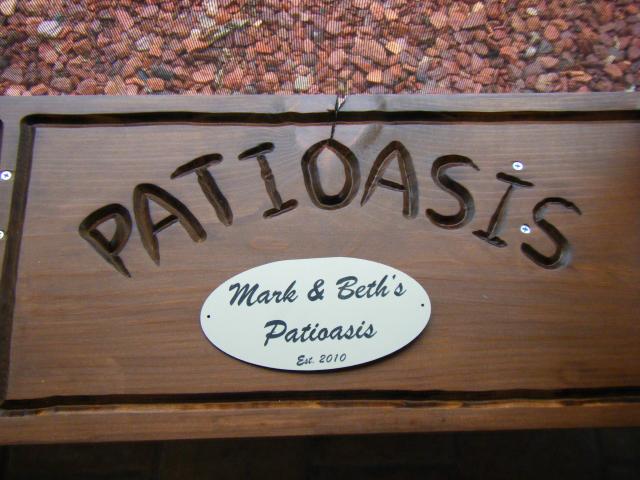 PATIOASIS
Mark & Beth's
Patioasis
Est. 2010